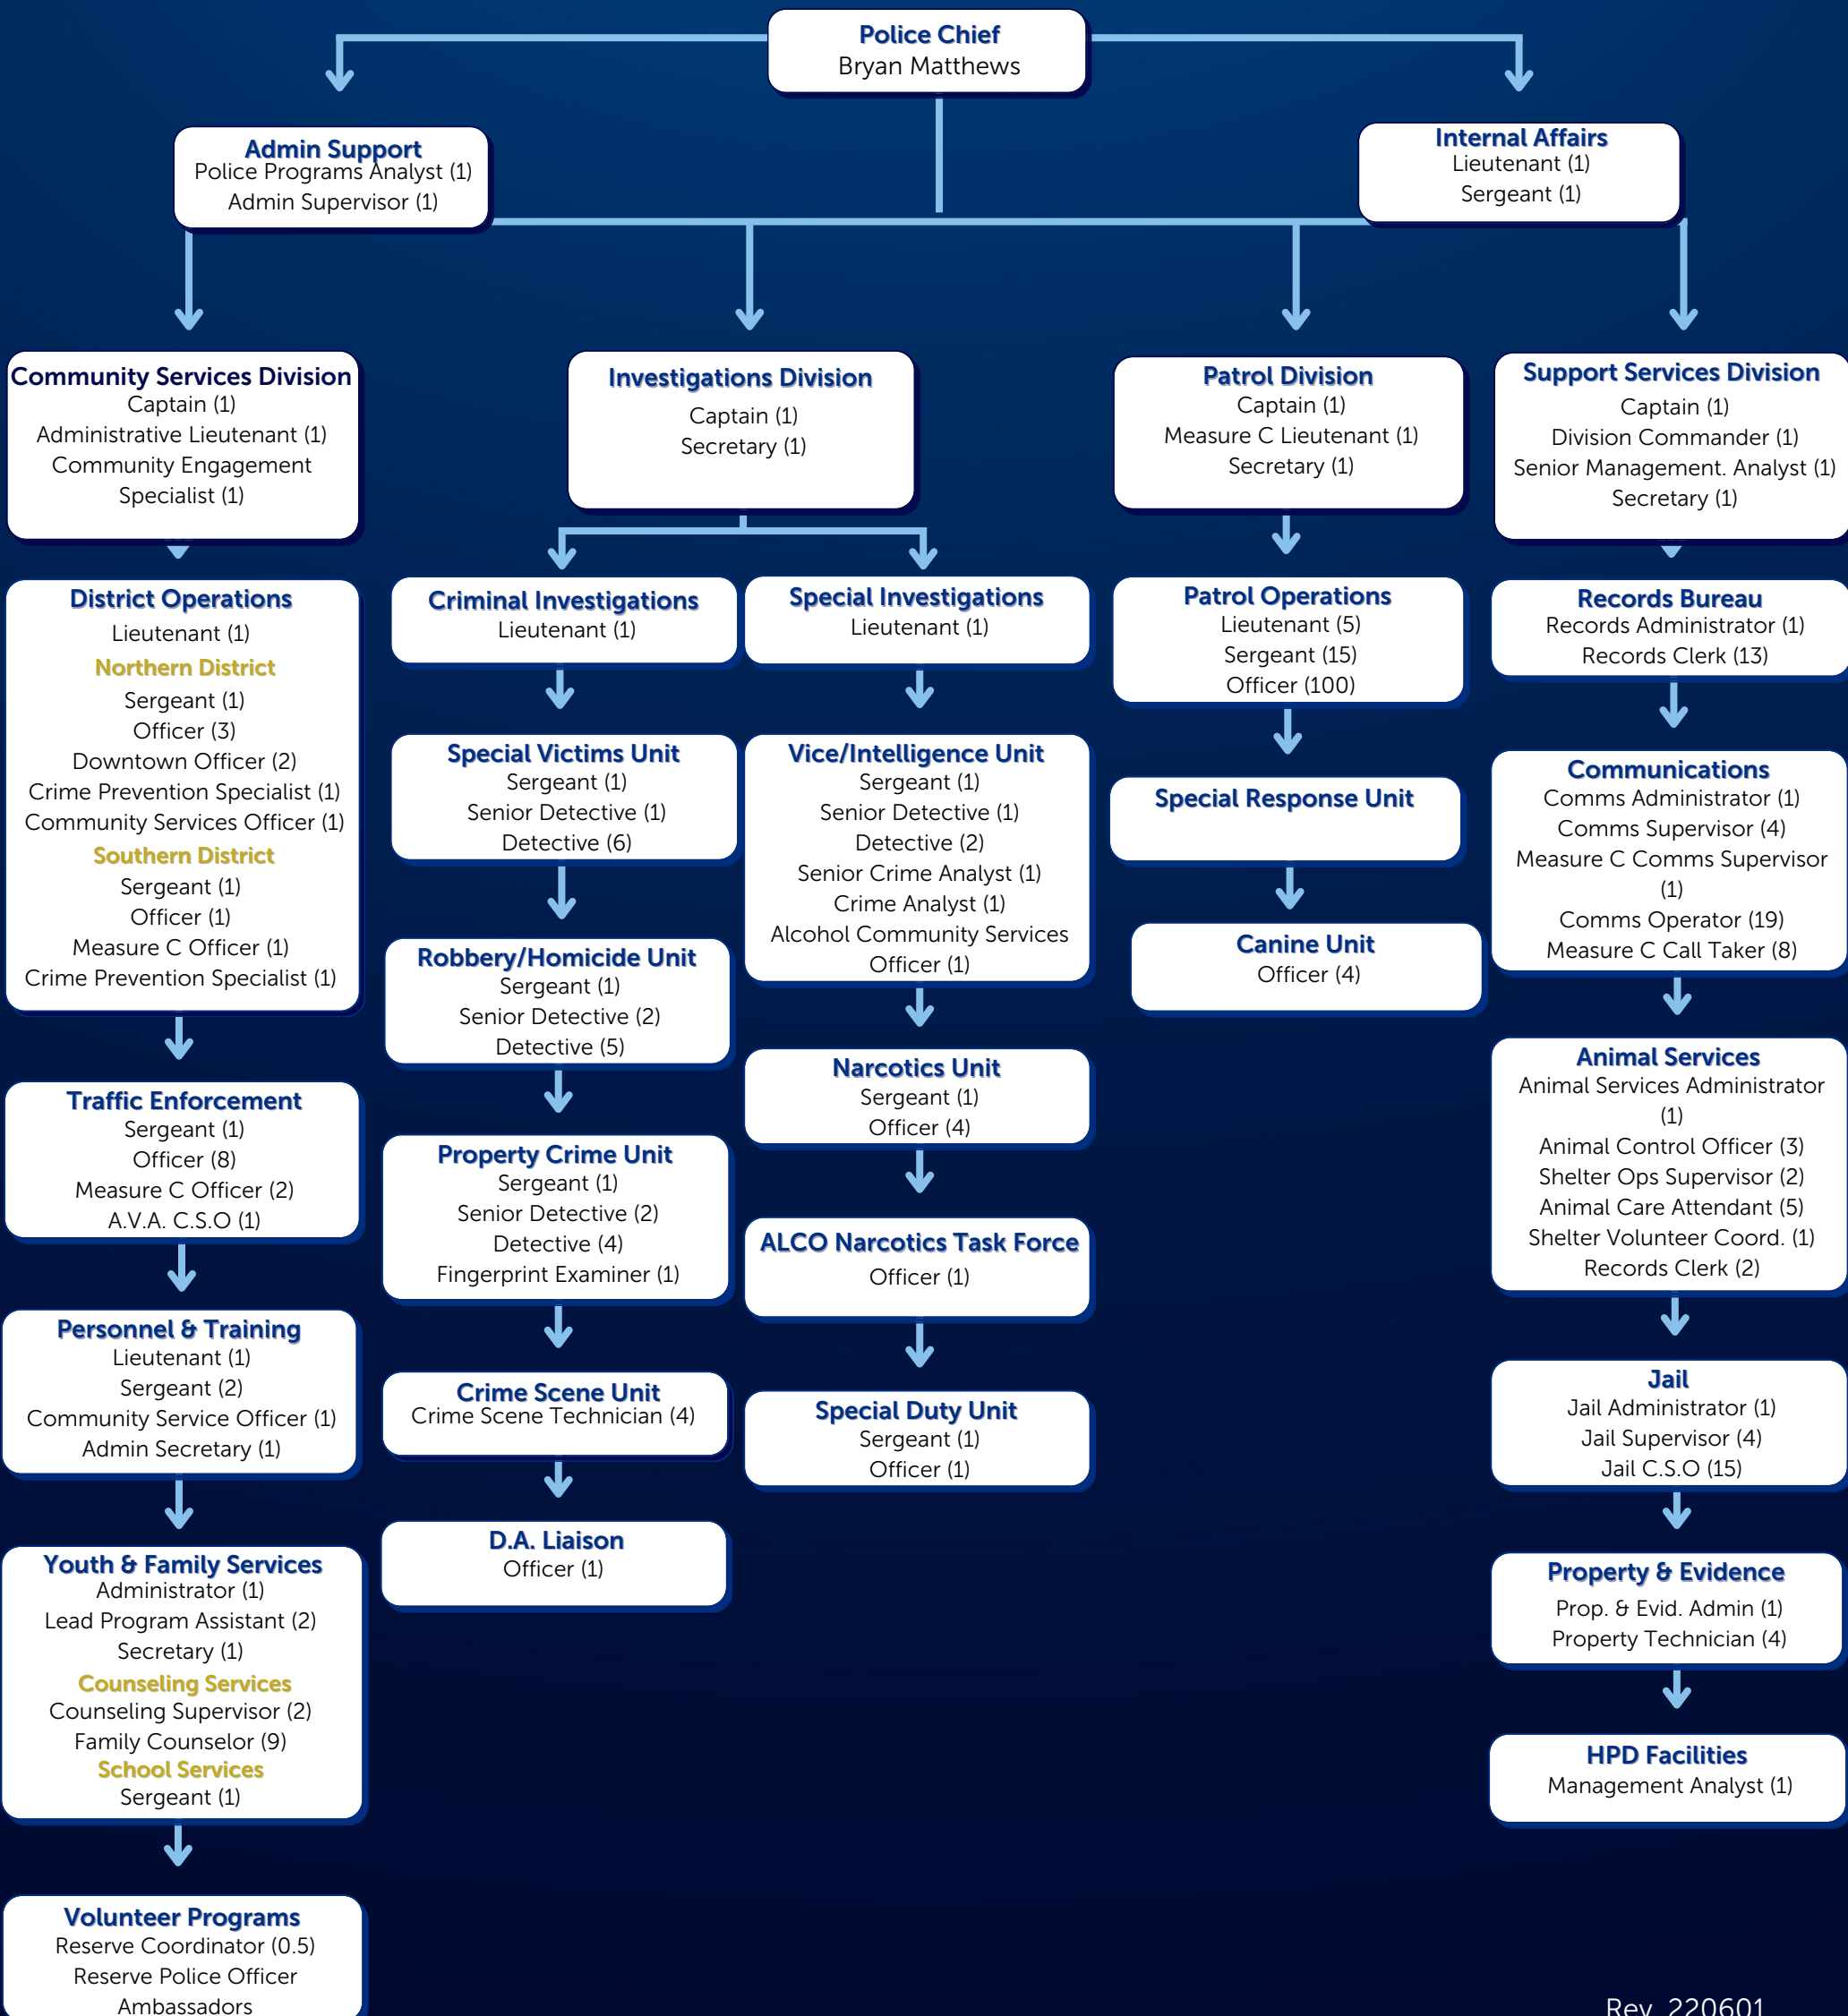 Police Chief
Bryan Matthews
Admin Support
Police Programs Analyst (1)
Admin Supervisor (1)
Internal Affairs
Lieutenant (1)
Sergeant (1)
Community Services Division
Captain (1)
Administrative Lieutenant (1)
Community Engagement
Specialist (1)
Investigations Division
Captain (1)
Secretary (1)
Patrol Division
Captain (1)
Measure C Lieutenant (1)
Secretary (1)
Support Services Division
Captain (1)
Division Commander (1)
Senior Management. Analyst (1)
Secretary (1)
District Operations
Lieutenant (1)
Northern District
Sergeant (1)
Officer (3)
Downtown Officer (2)
Crime Prevention Specialist (1)
Community Services Officer (1)
Southern District
Sergeant (1)
Officer (1)
Measure C Officer (1)
Crime Prevention Specialist (1)
Traffic Enforcement
Sergeant (1)
Officer (8)
Measure C Officer (2)
A.V.A. C.S.O (1)
Personnel & Training
Lieutenant (1)
Sergeant (2)
Community Service Officer (1)
Admin Secretary (1)
Youth & Family Services
Administrator (1)
Lead Program Assistant (2)
Secretary (1)
Counseling Services
Counseling Supervisor (2)
Family Counselor (9)
School Services
Sergeant (1)
Volunteer Programs
Reserve Coordinator (0.5)
Reserve Police Officer
Ambassadors
Criminal Investigations
Lieutenant (1)
Special Victims Unit
Sergeant (1)
Senior Detective (1)
Detective (6)
Robbery/Homicide Unit
Sergeant (1)
Senior Detective (2)
Detective (5)
Property Crime Unit
Sergeant (1)
Senior Detective (2)
Detective (4)
Fingerprint Examiner (1)
Crime Scene Unit
Crime Scene Technician (4)
D.A. Liaison
Officer (1)
Special Investigations
Lieutenant (1)
Vice/Intelligence Unit
Sergeant (1)
Senior Detective (1)
Detective (2)
Senior Crime Analyst (1)
Crime Analyst (1)
Alcohol Community Services
Officer (1)
Narcotics Unit
Sergeant (1)
Officer (4)
ALCO Narcotics Task Force
Officer (1)
Special Duty Unit
Sergeant (1)
Officer (1)
Patrol Operations
Lieutenant (5)
Sergeant (15)
Officer (100)
Special Response Unit
Canine Unit
Officer (4)
Records Bureau
Records Administrator (1)
Records Clerk (13)
Communications
Comms Administrator (1)
Comms Supervisor (4)
Measure C Comms Supervisor
(1)
Comms Operator (19)
Measure C Call Taker (8)
Animal Services
Animal Services Administrator
(1)
Animal Control Officer (3)
Shelter Ops Supervisor (2)
Animal Care Attendant (5)
Shelter Volunteer Coord. (1)
Records Clerk (2)
Jail
Jail Administrator (1)
Jail Supervisor (4)
Jail C.S.O (15)
Property & Evidence
Prop. & Evid. Admin (1)
Property Technician (4)
HPD Facilities
Management Analyst (1)
Rev. 220601